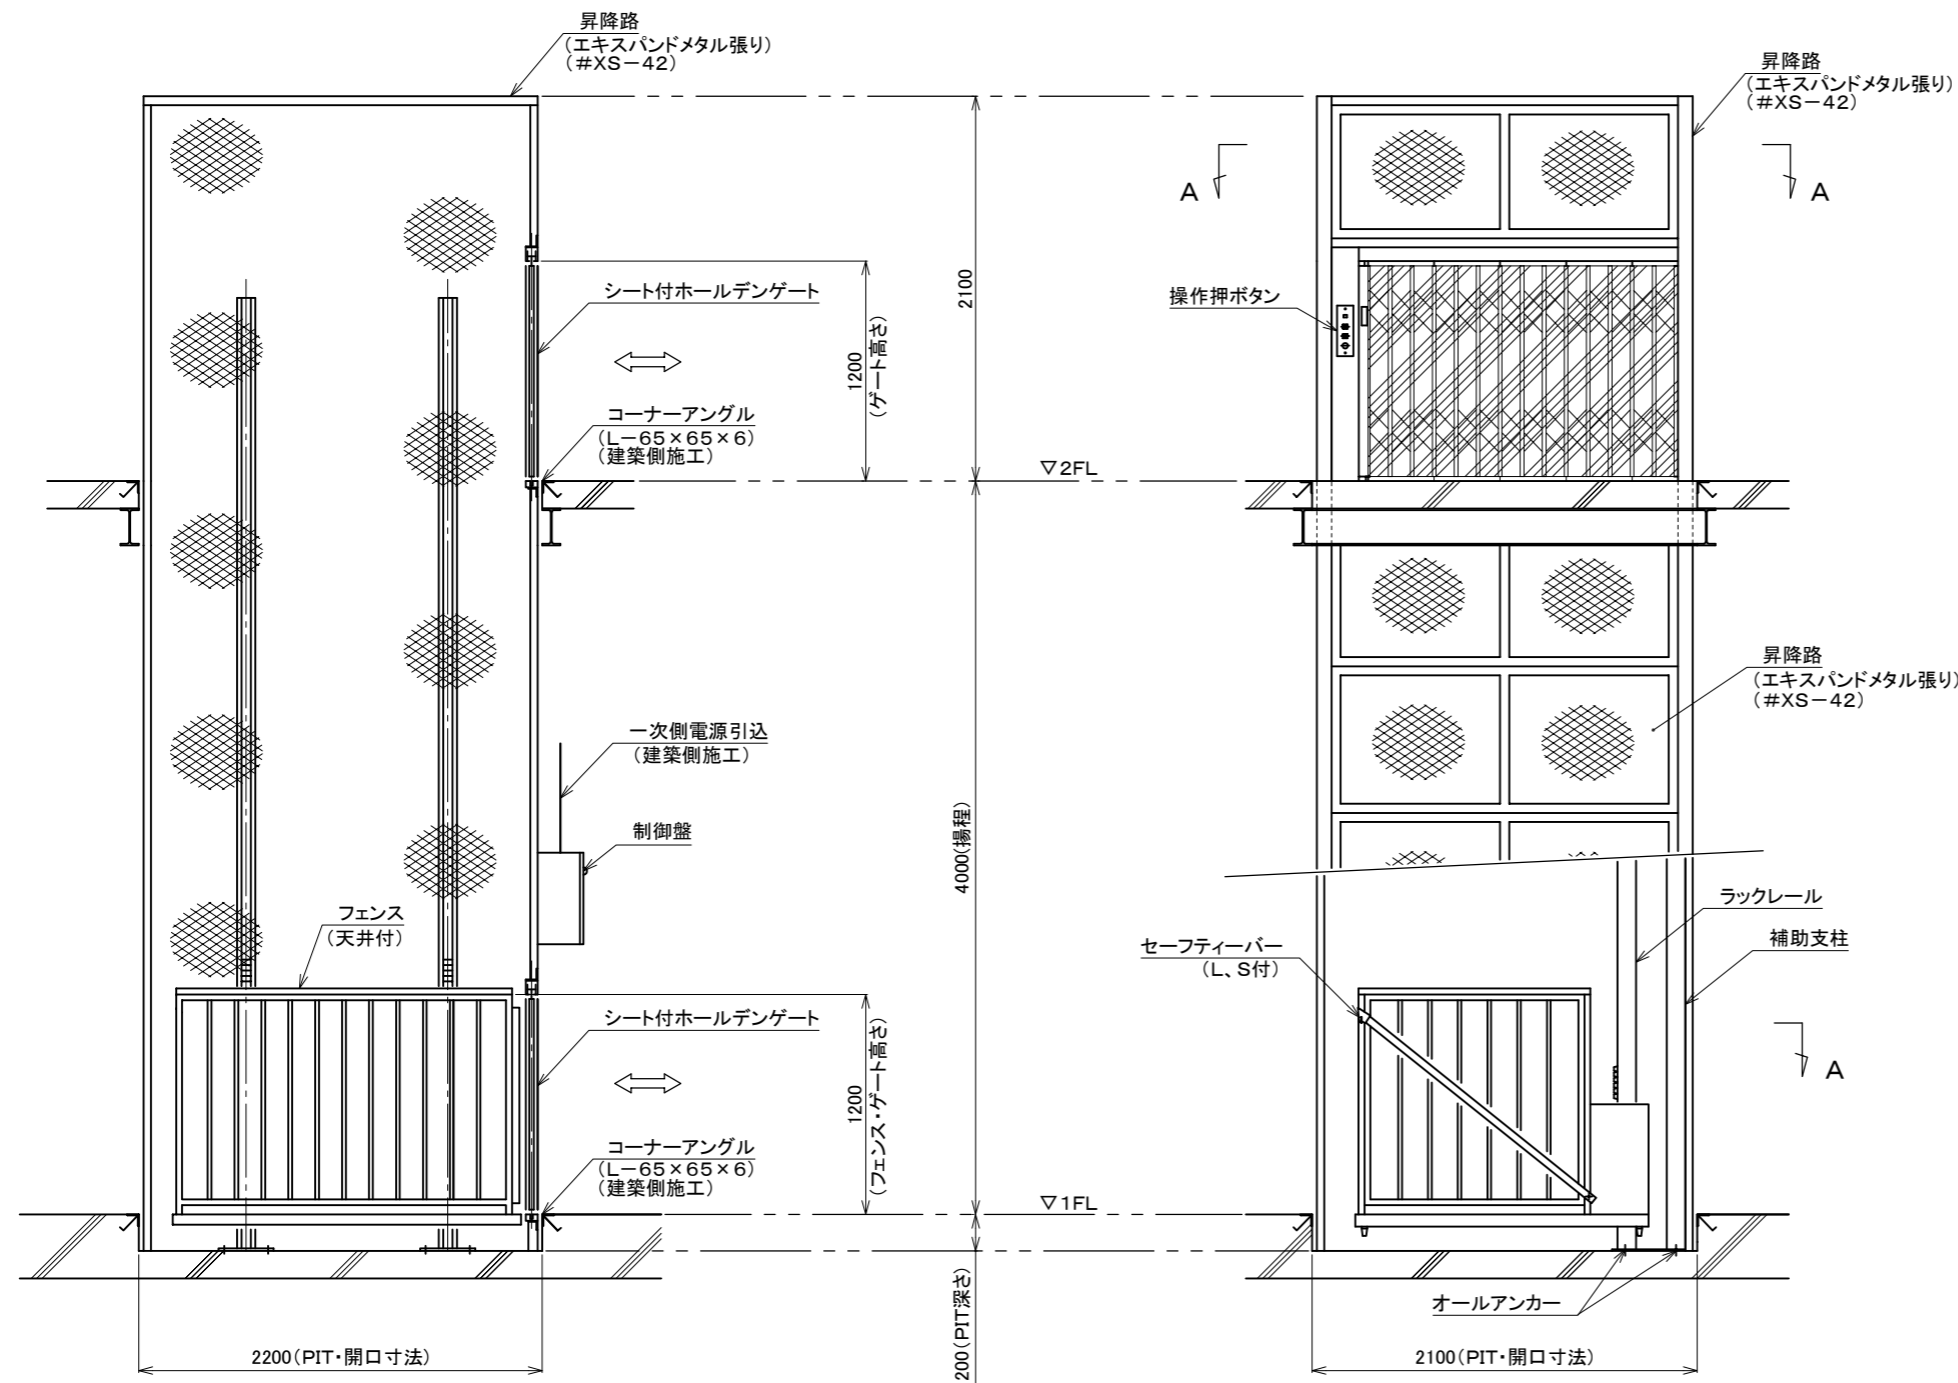 昇降路
（エキスパンドメタル張り）
（＃XS－42）
昇降路
（エキスパンドメタル張り）
（＃XS－42）
A
A
シート付ホールデンゲート
1200
（ゲート高さ）
2100
操作押ボタン
コーナーアングル
（L－65×65×6）
（建築側施工）
▽2FL
昇降路
（エキスパンドメタル張り）
（＃XS－42）
一次側電源引込
（建築側施工）
制御盤
4000（揚程）
フェンス
（天井付）
ラックレール
補助支柱
セーフティーバー
（L、S付）
シート付ホールデンゲート
1200
（フェンス・ゲート高さ）
A
コーナーアングル
（L－65×65×6）
（建築側施工）
▽1FL
200（PIT深さ）
オールアンカー
2200（PIT・開口寸法）
2100（PIT・開口寸法）